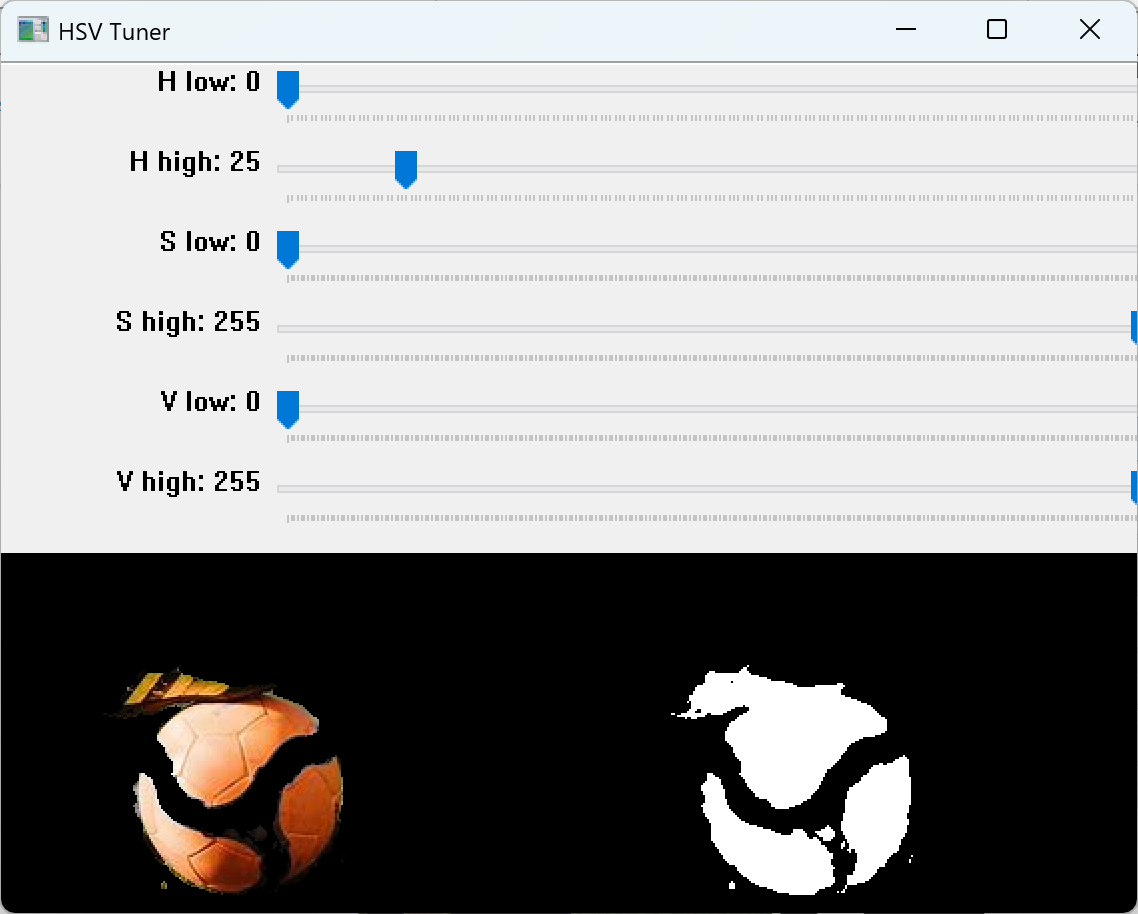 HSV Tuner
H low: 0
H high: 25
S low: 0
S high: 255
V low: 0
V high: 255